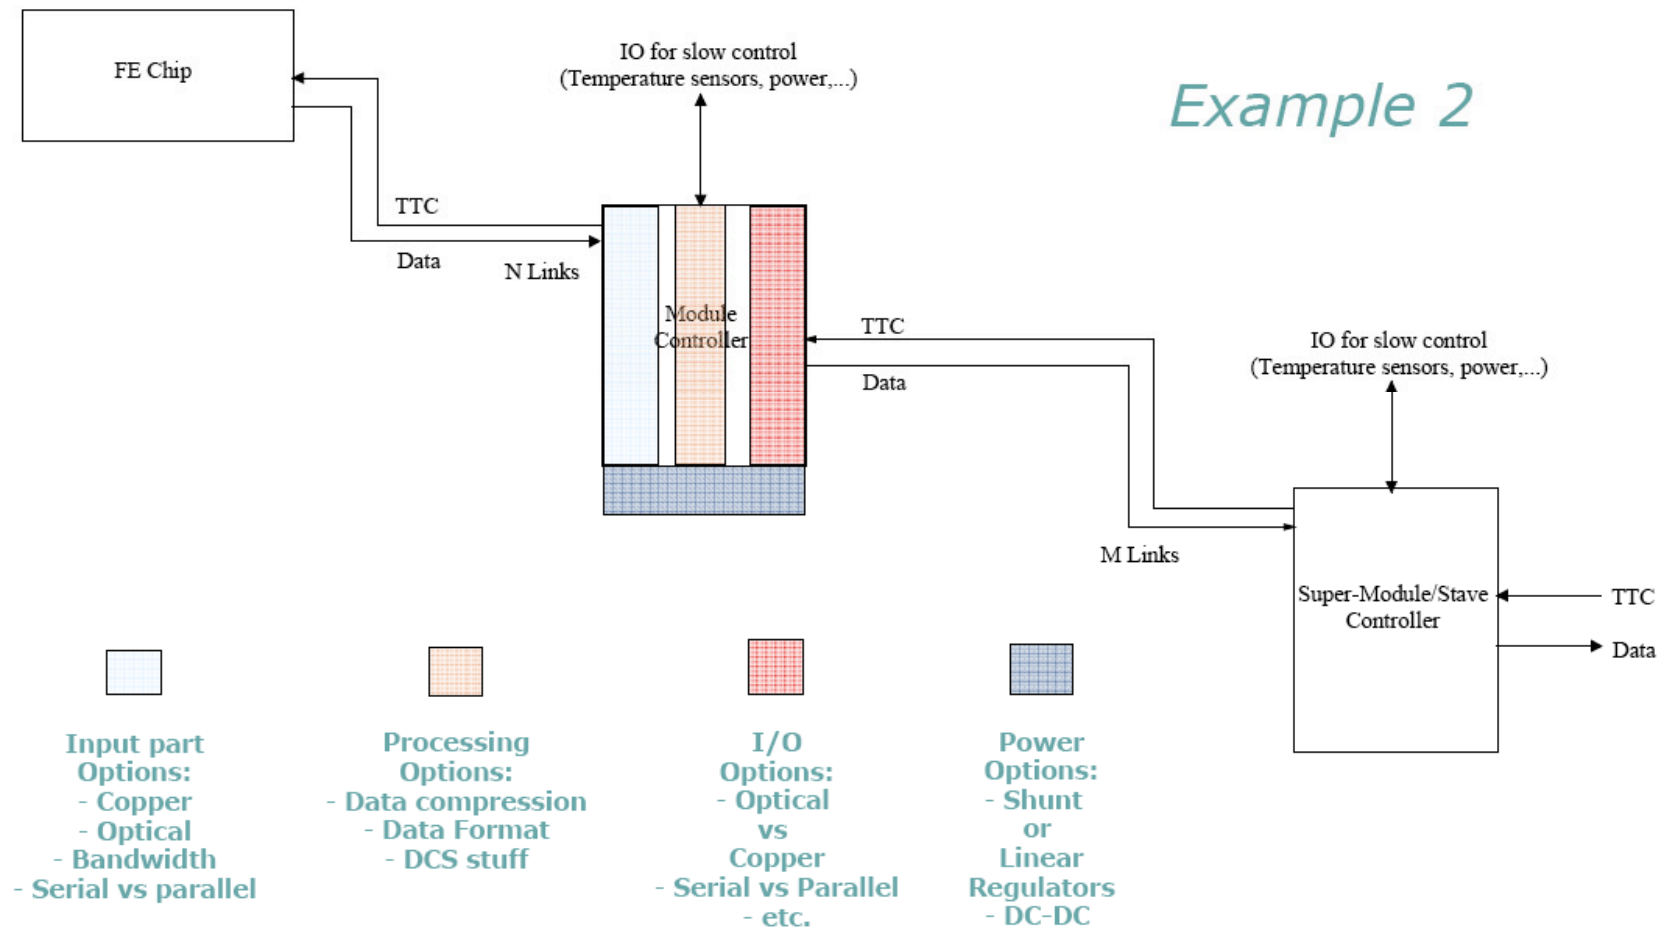 FE Chip
IO for slow control
(Temperature sensors, power,...)
Example 2
TTC
Data
N Links
Module
Controller
TTC
Data
IO for slow control
(Temperature sensors, power,...)
M Links
Super-Module/Stave
Controller
TTC
Data
Input part
Options:
- Copper
- Optical
- Bandwidth
- Serial vs parallel
Processing
Options:
- Data compression
- Data Format
- DCS stuff
I/O
Options:
- Optical
vs
Copper
- Serial vs Parallel
- etc.
Power
Options:
- Shunt
or
Linear
Regulators
- DC-DC